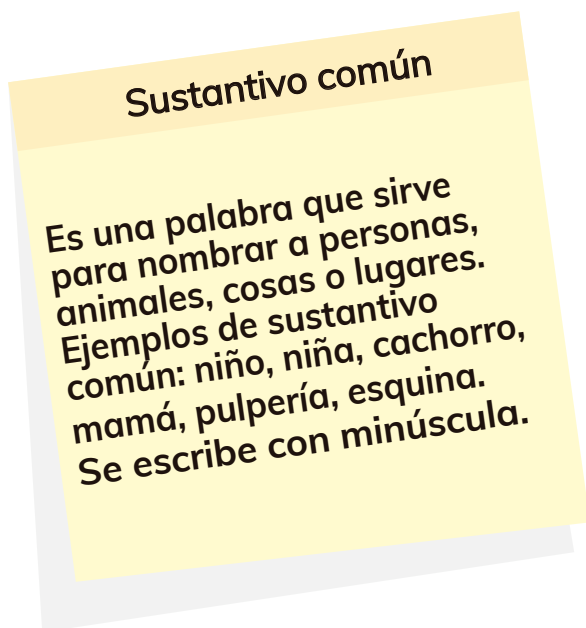 Sustantivo común
Es una palabra que sirve
para nombrar a personas,
animales, cosas o lugares.
Ejemplos de sustantivo
común: niño, niña, cachorro,
mamá, pulpería, esquina.
Se escribe con minúscula.